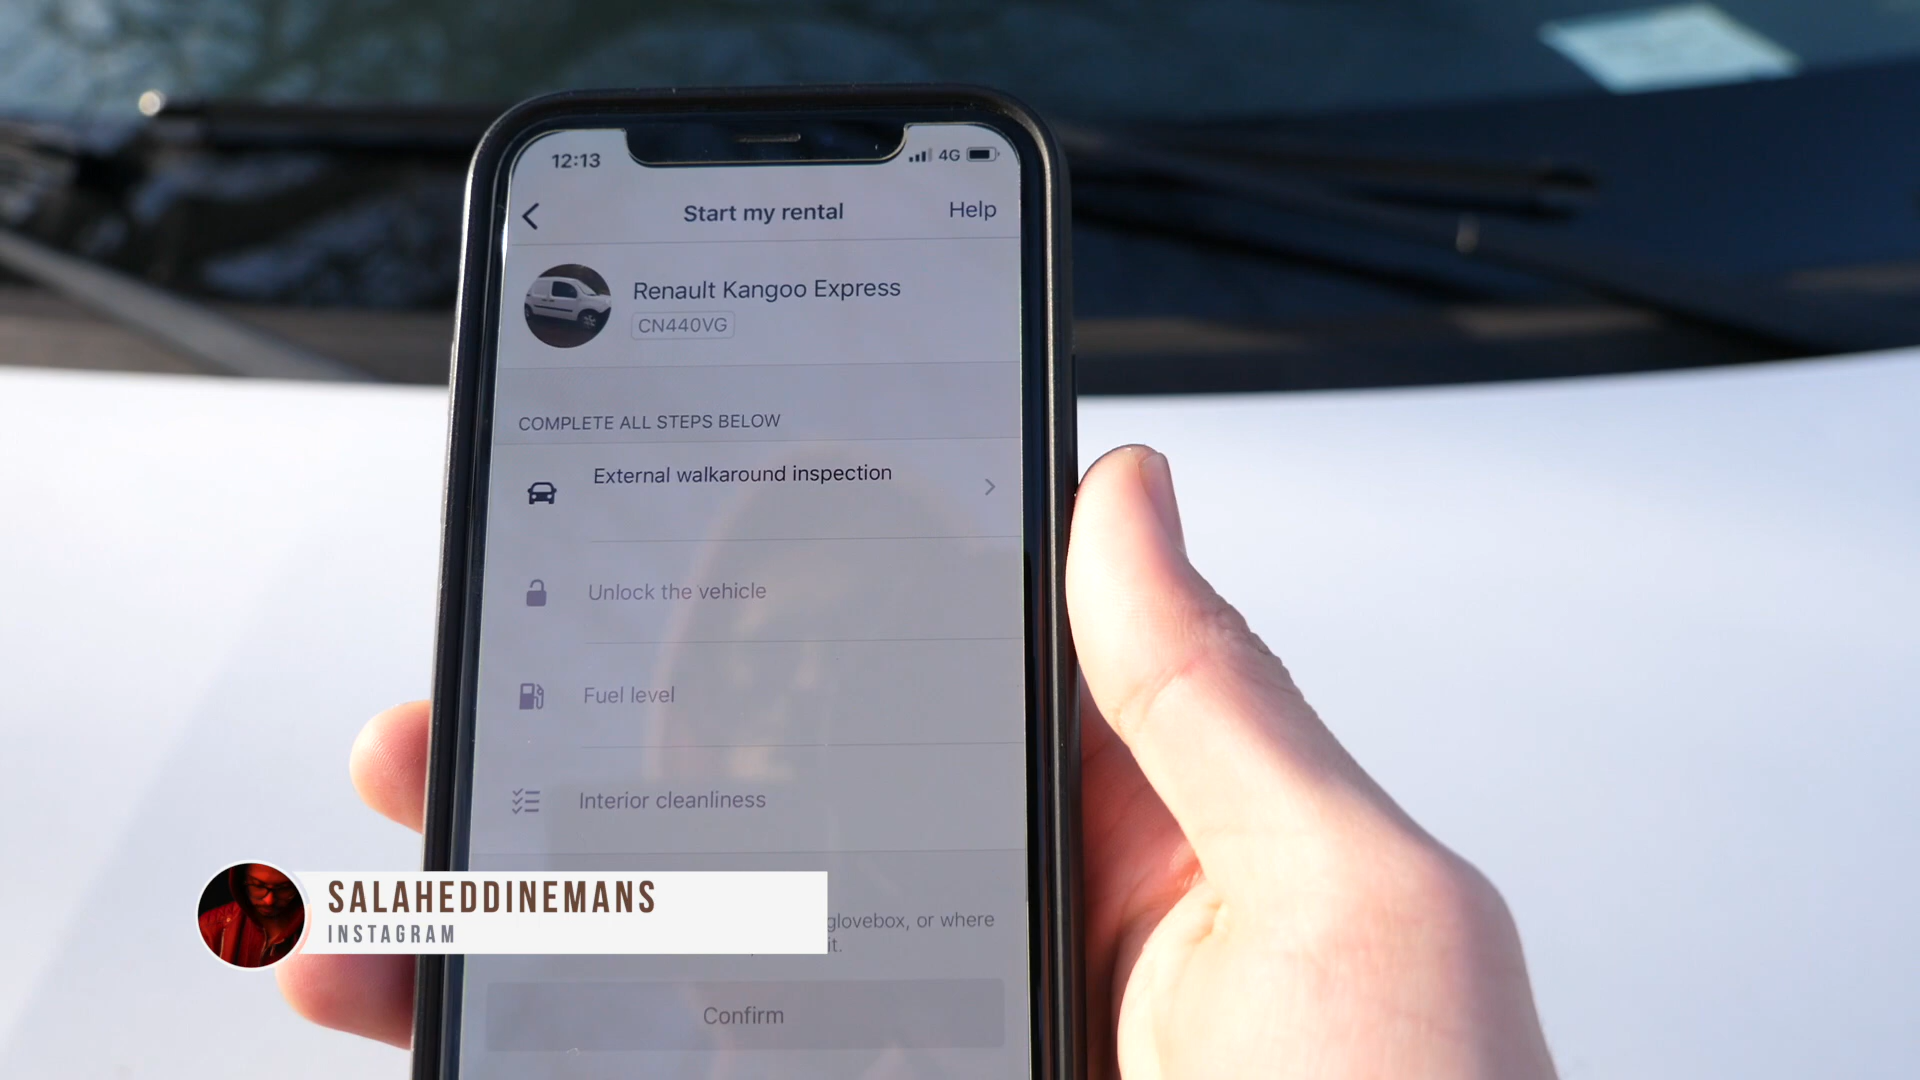 12:13
4G
Start my rental
Help
Renault Kangoo Express
CN440VG
COMPLETE ALL STEPS BELOW
External walkaround inspection
Unlock the vehicle
Fuel level
Interior cleanliness
glovebox, or where
it.
SALAHEDDINEMANS
INSTAGRAM
Confirm